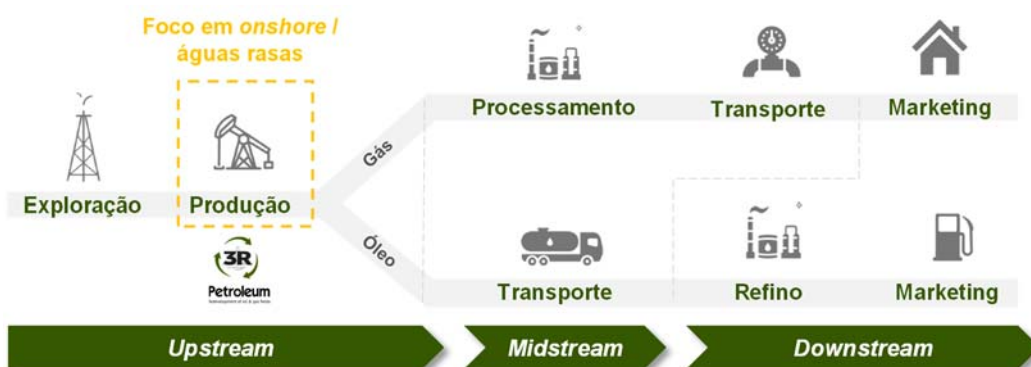 Foco em onshore /
águas rasas
Processamento
Transporte
Marketing
Gás
Exploração
Produção
Óleo
3R
Petroleum
Transporte
Refino
Marketing
Upstream
Midstream
Downstream